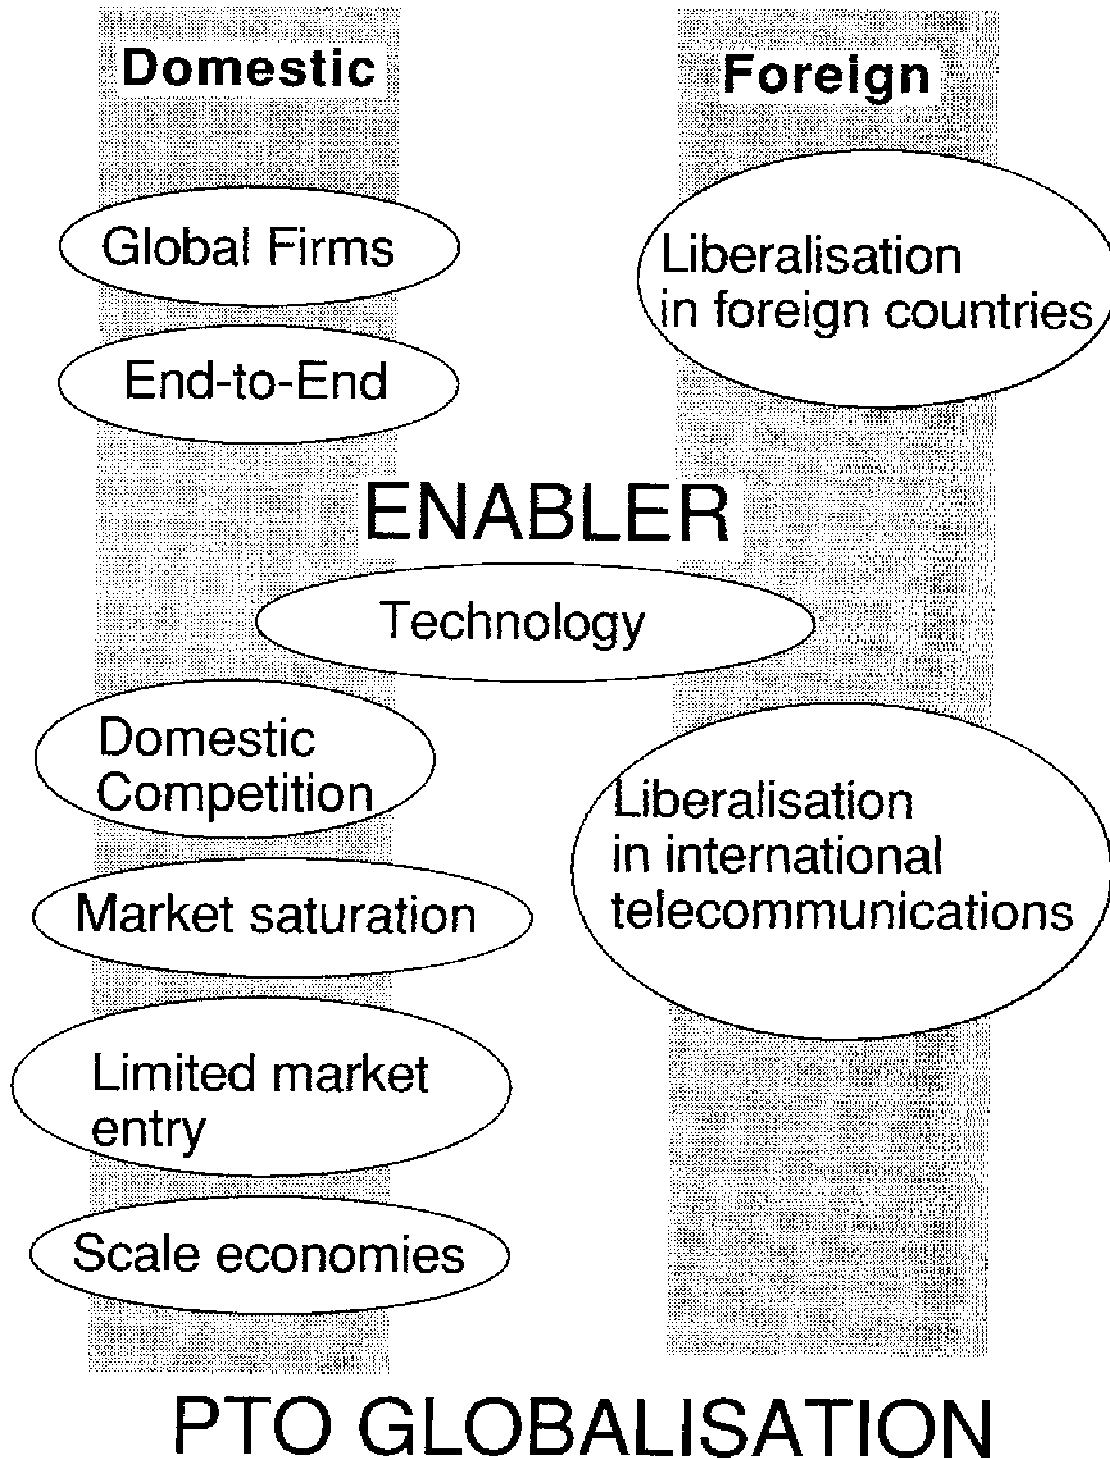 Domestic
Foreign
Global Firms
End-to-End
Liberalisation
in foreign countries
ENABLER
Technology
Domestic
Competition
Market saturation
Limited market
entry
Scale economies
Liberalisation
in international
telecommunications
PTO GLOBALISATION